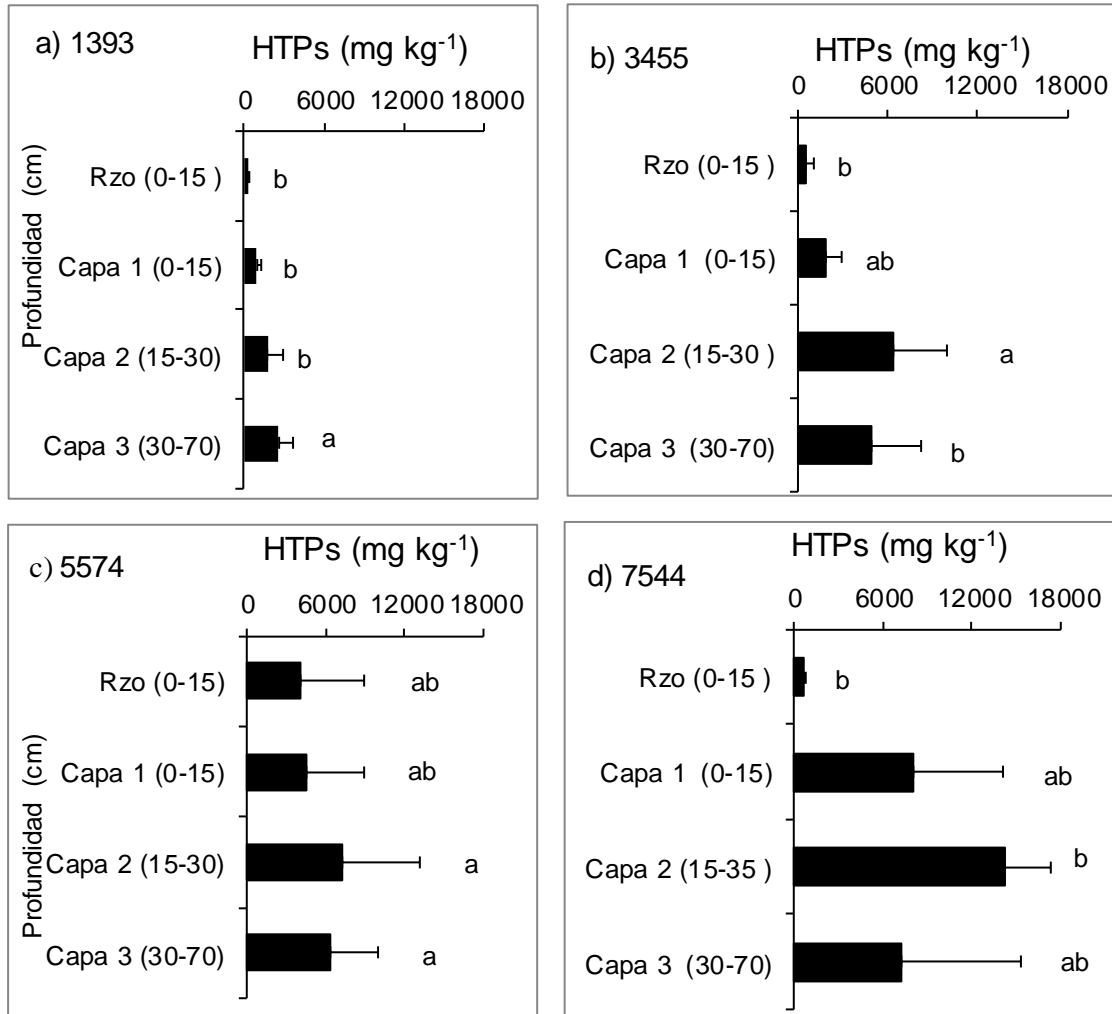 a) 1393
HTPs (mg kg-1)
0 6000 12000 18000
Profundidad (cm)
Rzo (0-15 ) b
Capa 1 (0-15) b
Capa 2 (15-30) b
Capa 3 (30-70) a
b) 3455
HTPs (mg kg-1)
0 6000 12000 18000
Rzo (0-15 ) b
Capa 1 (0-15) ab
Capa 2 (15-30 ) a
Capa 3 (30-70) b
c) 5574
HTPs (mg kg-1)
0 6000 12000 18000
Profundidad (cm)
Rzo (0-15) ab
Capa 1 (0-15) ab
Capa 2 (15-30) a
Capa 3 (30-70) a
d) 7544
HTPs (mg kg-1)
0 6000 12000 18000
Rzo (0-15 ) b
Capa 1 (0-15) ab
Capa 2 (15-35 ) b
Capa 3 (30-70) ab